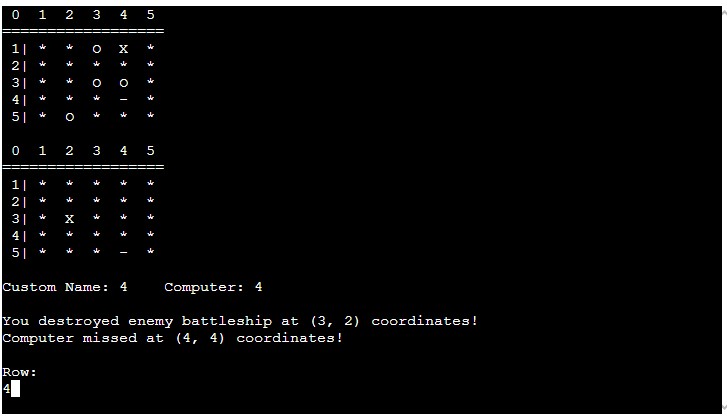 0 1 2 3 4 5
==================
1| * * O X *
2| * * * * *
3| * * O O *
4| * * * - *
5| * O * * *
0 1 2 3 4 5
==================
1| * * * * *
2| * * * * *
3| * X * * *
4| * * * * *
5| * * * - *
Custom Name: 4 Computer: 4
You destroyed enemy battleship at (3, 2) coordinates!
Computer missed at (4, 4) coordinates!
Row:
4